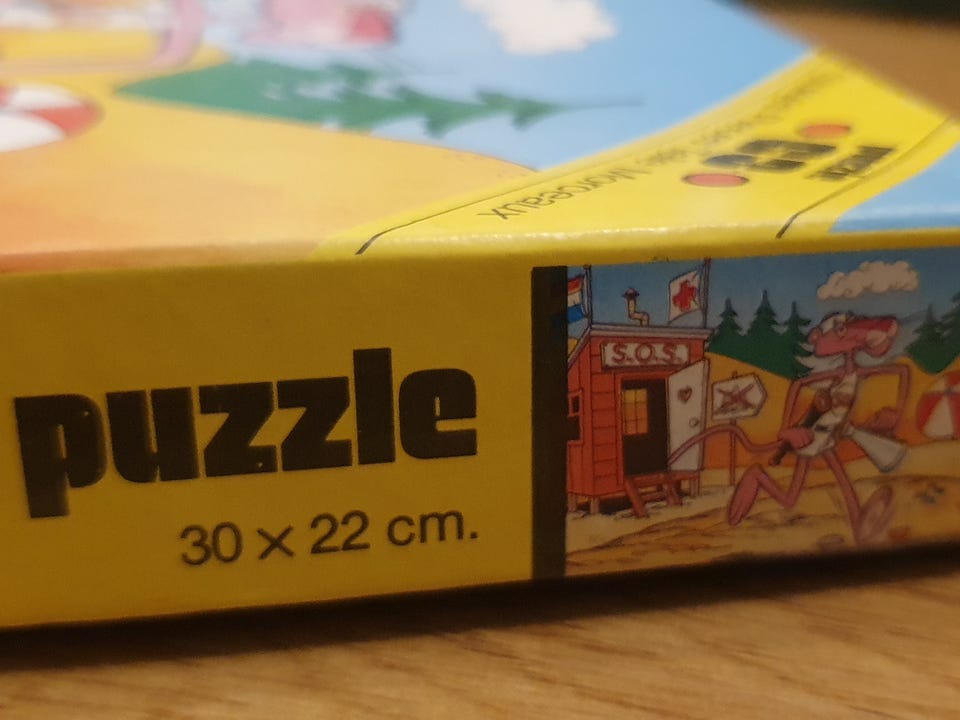 Morceaux
puzzle
30 x 22 cm.
S.O.S.